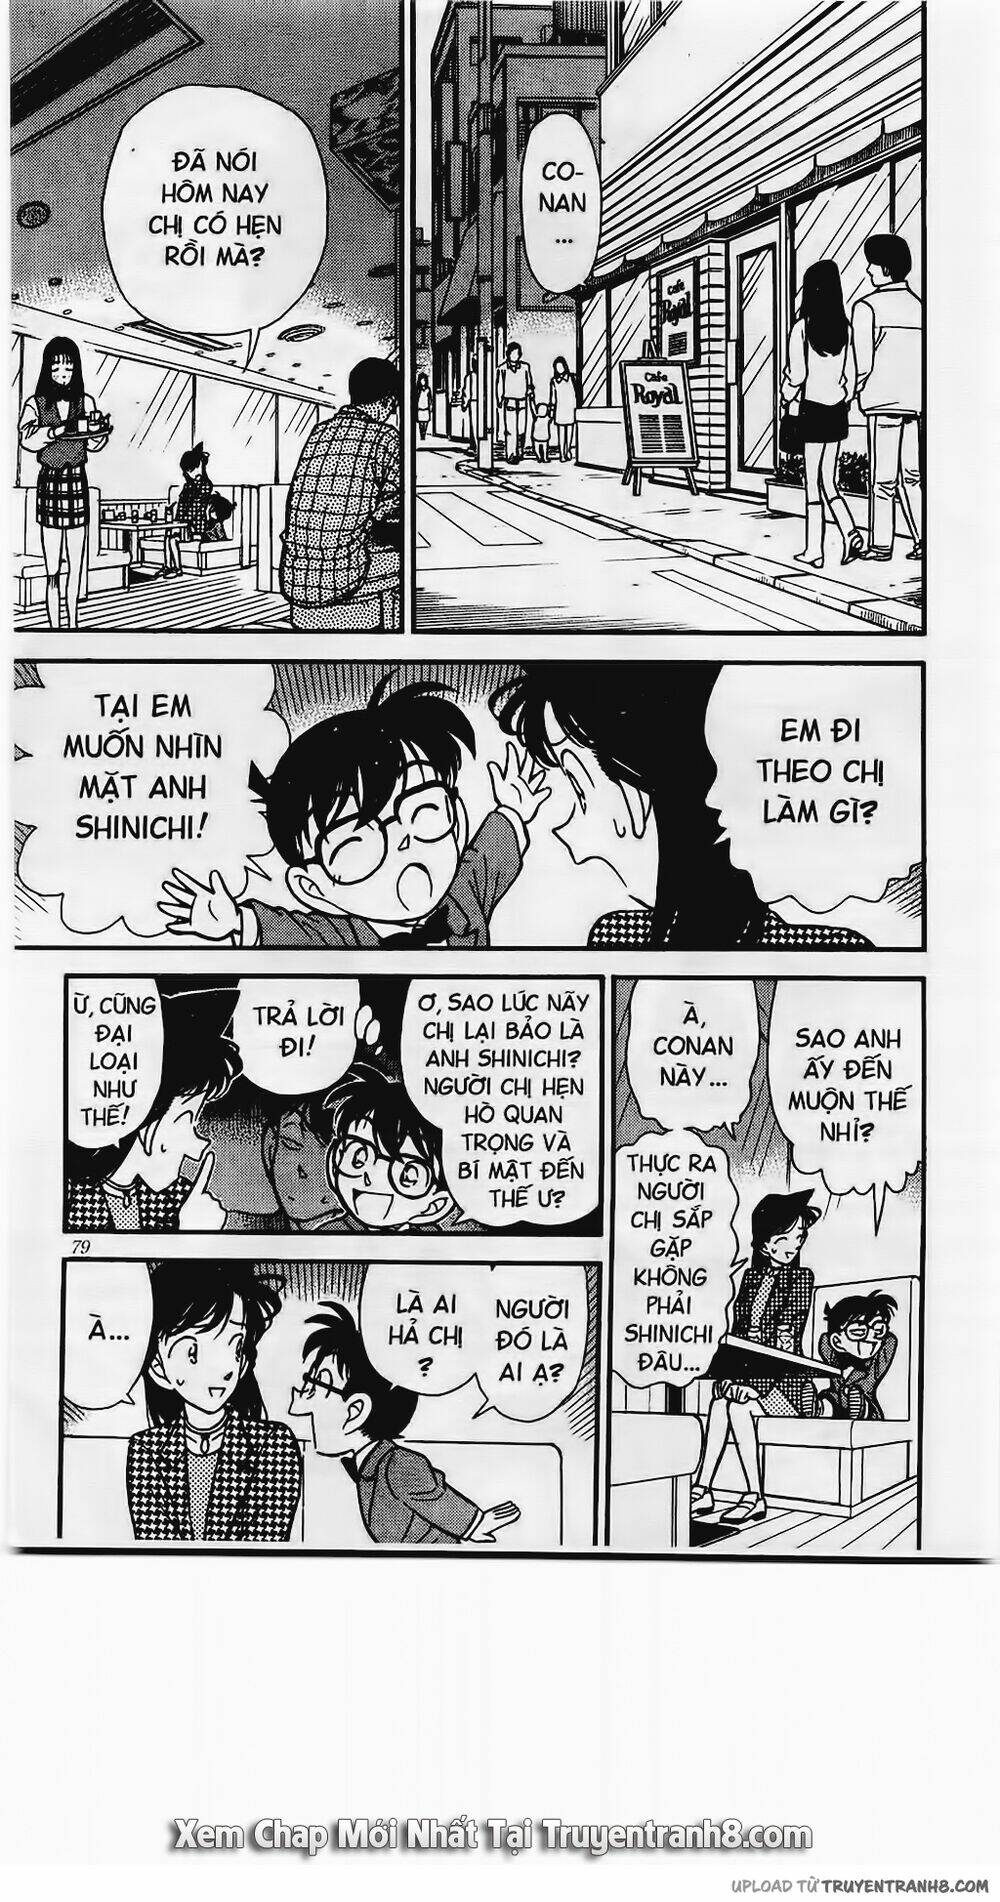 CO-
NAN
...
Cafe
Royal
Cafe
Royal
ĐÃ NÓI
HÔM NAY
CHỊ CÓ HẸN
RỒI MÀ?
EM ĐI
THEO CHỊ
LÀM GÌ?
TẠI EM
MUỐN NHÌN
MẶT ANH
SHINICHI!
SAO ANH
ẤY ĐẾN
MUỘN THẾ
NHỈ?
À,
CONAN
NÀY...
THỰC RA
NGƯỜI
CHỊ SẮP
GẶP
KHÔNG
PHẢI
SHINICHI
ĐÂU...
Ơ, SAO LÚC NÃY
CHỊ LẠI BẢO LÀ
ANH SHINICHI?
NGƯỜI CHỊ HẸN
HÒ QUAN
TRỌNG VÀ
BÍ MẬT ĐẾN
THẾ Ư?
TRẢ LỜI
ĐI!
Ừ, CŨNG
ĐẠI
LOẠI
NHƯ
THẾ!
79
NGƯỜI
ĐÓ LÀ
AI Ạ?
LÀ AI
HẢ CHỊ
?
À...
Xem Chap Mới Nhất Tại Truyentranh8.com
UPLOAD TỪ TRUYENTRANH8.COM